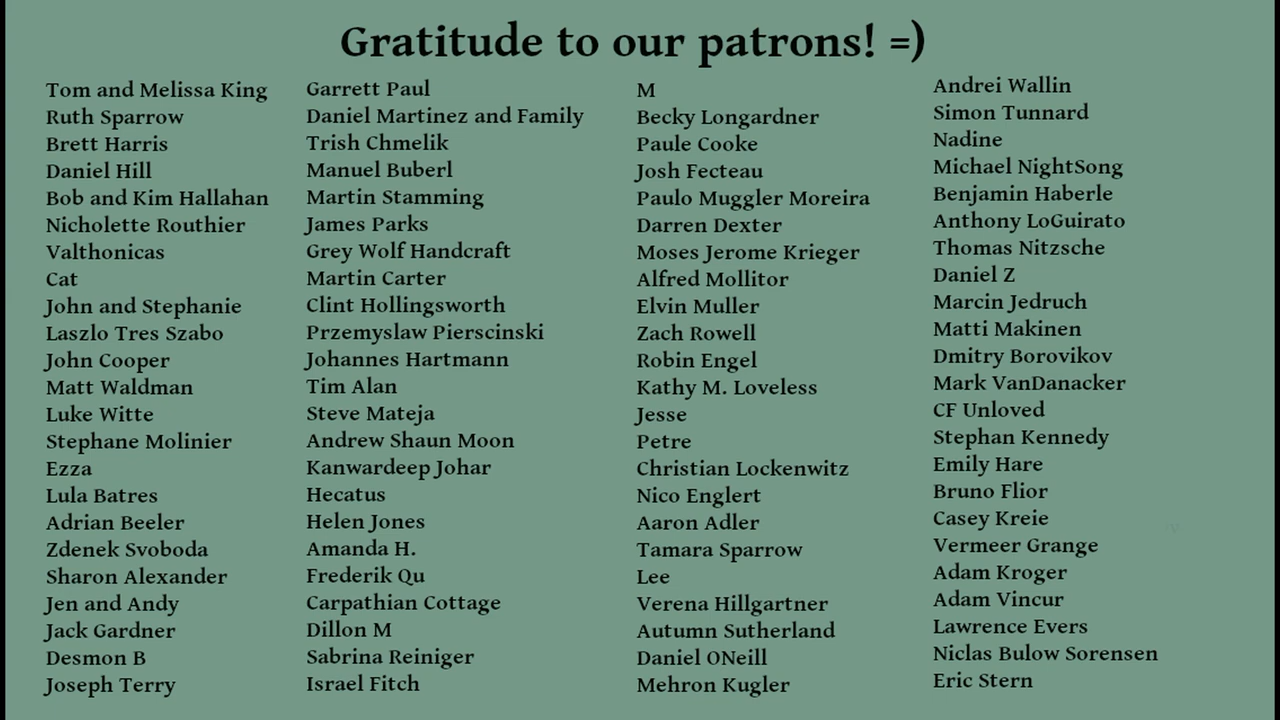 Gratitude to our patrons! =)
Tom and Melissa King
Ruth Sparrow
Brett Harris
Daniel Hill
Bob and Kim Hallahan
Nicholette Routhier
Valthonicas
Cat
John and Stephanie
Laszlo Tres Szabo
John Cooper
Matt Waldman
Luke Witte
Stephane Molinier
Ezza
Lula Batres
Adrian Beeler
Zdenek Svoboda
Sharon Alexander
Jen and Andy
Jack Gardner
Desmon B
Joseph Terry
Garrett Paul
Daniel Martinez and Family
Trish Chmelik
Manuel Buberl
Martin Stamming
James Parks
Grey Wolf Handcraft
Martin Carter
Clint Hollingsworth
Przemyslaw Pierscinski
Johannes Hartmann
Tim Alan
Steve Mateja
Andrew Shaun Moon
Kanwardeep Johar
Hecatus
Helen Jones
Amanda H.
Frederik Qu
Carpathian Cottage
Dillon M
Sabrina Reiniger
Israel Fitch
M
Becky Longardner
Paule Cooke
Josh Fecteau
Paulo Muggler Moreira
Darren Dexter
Moses Jerome Krieger
Alfred Mollitor
Elvin Muller
Zach Rowell
Robin Engel
Kathy M. Loveless
Jesse
Petre
Christian Lockenwitz
Nico Englert
Aaron Adler
Tamara Sparrow
Lee
Verena Hillgartner
Autumn Sutherland
Daniel ONeill
Mehron Kugler
Andrei Wallin
Simon Tunnard
Nadine
Michael NightSong
Benjamin Haberle
Anthony LoGuirato
Thomas Nitzsche
Daniel Z
Marcin Jedruch
Matti Makinen
Dmitry Borovikov
Mark VanDanacker
CF Unloved
Stephan Kennedy
Emily Hare
Bruno Flior
Casey Kreie
Vermeer Grange
Adam Kroger
Adam Vincur
Lawrence Evers
Niclas Bulow Sorensen
Eric Stern